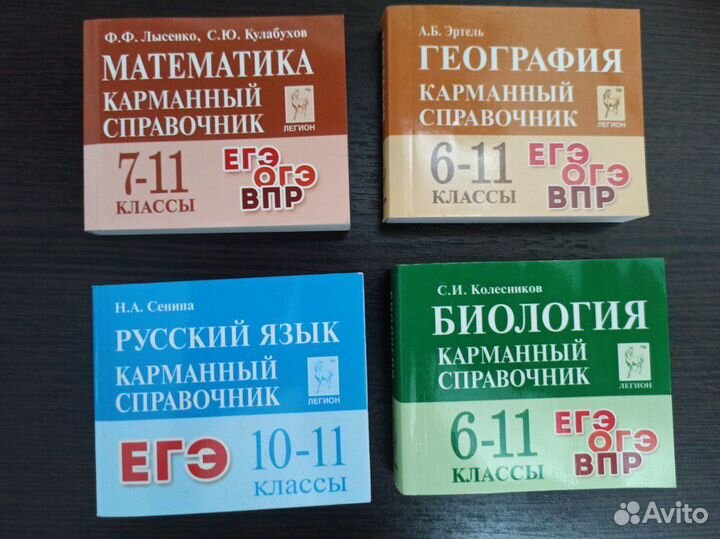 Ф.Ф. Лысенко, С.Ю. Кулабухов
МАТЕМАТИКА
КАРМАННЫЙ
СПРАВОЧНИК
ЛЕГИОН
7-11
КЛАССЫ
ЕГЭ
ОГЭ
ВПР
А.Б. Эртель
ГЕОГРАФИЯ
КАРМАННЫЙ
СПРАВОЧНИК
ЛЕГИОН
6-11
КЛАССЫ
ЕГЭ
ОГЭ
ВПР
Н.А. Сенина
РУССКИЙ ЯЗЫК
КАРМАННЫЙ
СПРАВОЧНИК
ЛЕГИОН
ЕГЭ
10-11
классы
С.И. Колесников
БИОЛОГИЯ
КАРМАННЫЙ
СПРАВОЧНИК
ЛЕГИОН
6-11
КЛАССЫ
ЕГЭ
ОГЭ
ВПР
Avito